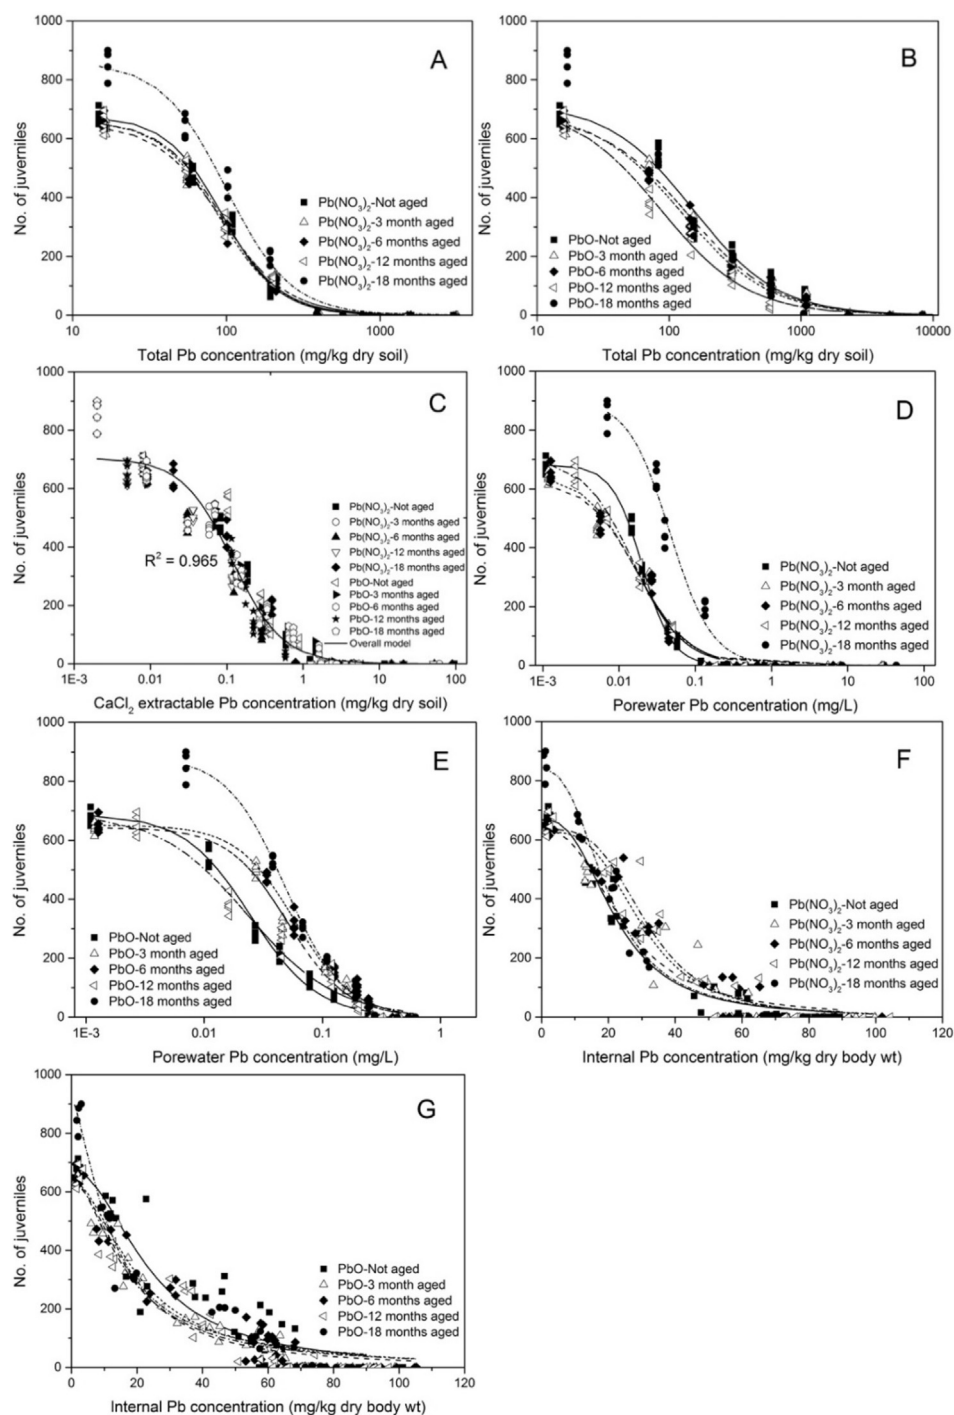 A
No. of juverniles
1000
800
600
400
200
0
Pb(NO3)2-Not aged
Pb(NO3)2-3 month aged
Pb(NO3)2-6 months aged
Pb(NO3)2-12 months aged
Pb(NO3)2-18 months aged
10 100 1000
Total Pb concentration (mg/kg dry soil)
B
No. of juverniles
1000
800
600
400
200
0
PbO-Not aged
PbO-3 month aged
PbO-6 months aged
PbO-12 months aged
PbO-18 months aged
10 100 1000 10000
Total Pb concentration (mg/kg dry soil)
C
No. of juverniles
1000
800
600
400
200
0
R² = 0.965
Pb(NO3)2-Not aged
Pb(NO3)2-3 months aged
Pb(NO3)2-6 months aged
Pb(NO3)2-12 months aged
Pb(NO3)2-18 months aged
PbO-Not aged
PbO-3 months aged
PbO-6 months aged
PbO-12 months aged
PbO-18 months aged
Overall model
1E-3 0.01 0.1 1 10 100
CaCl2 extractable Pb concentration (mg/kg dry soil)
D
No. of juverniles
1000
800
600
400
200
0
Pb(NO3)2-Not aged
Pb(NO3)2-3 month aged
Pb(NO3)2-6 months aged
Pb(NO3)2-12 months aged
Pb(NO3)2-18 months aged
1E-3 0.01 0.1 1 10 100
Porewater Pb concentration (mg/L)
E
No. of juverniles
1000
800
600
400
200
0
PbO-Not aged
PbO-3 month aged
PbO-6 months aged
PbO-12 months aged
PbO-18 months aged
1E-3 0.01 0.1 1
Porewater Pb concentration (mg/L)
F
No. of juverniles
1000
800
600
400
200
0
Pb(NO3)2-Not aged
Pb(NO3)2-3 month aged
Pb(NO3)2-6 months aged
Pb(NO3)2-12 months aged
Pb(NO3)2-18 months aged
0 20 40 60 80 100 120
Internal Pb concentration (mg/kg dry body wt)
G
No. of juverniles
1000
800
600
400
200
0
PbO-Not aged
PbO-3 month aged
PbO-6 months aged
PbO-12 months aged
PbO-18 months aged
0 20 40 60 80 100 120
Internal Pb concentration (mg/kg dry body wt)